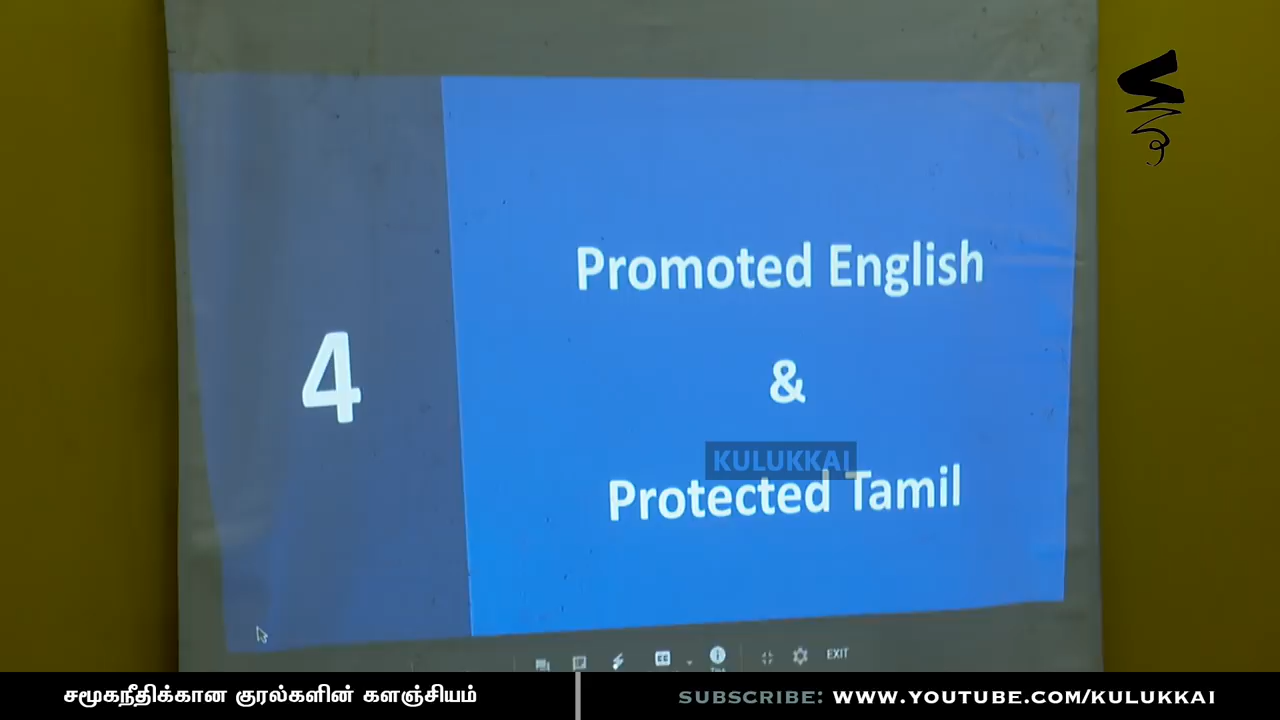 4
Promoted English
&
KULUKKAI
Protected Tamil
EXIT
சமூகநீதிக்கான குரல்களின் களஞ்சியம்
SUBSCRIBE: WWW.YOUTUBE.COM/KULUKKAI